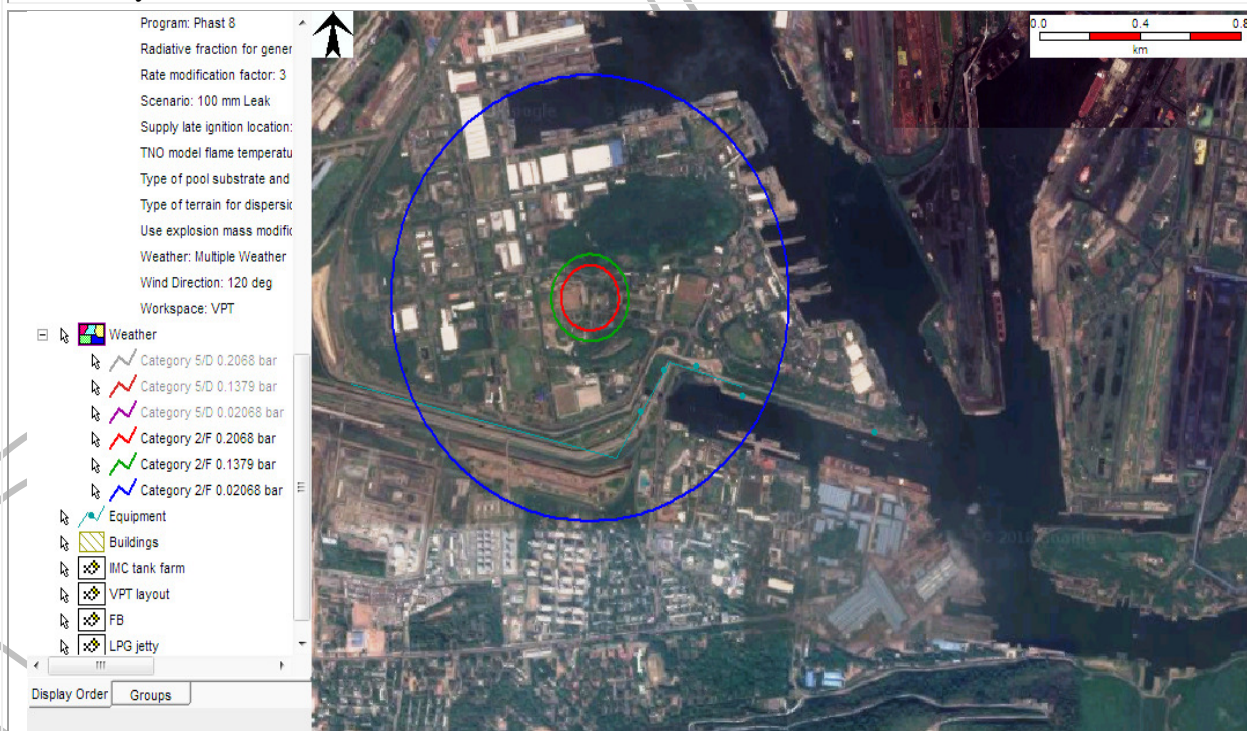 Program: Phast 8
Radiative fraction for gener
Rate modification factor: 3
Scenario: 100 mm Leak
Supply late ignition location:
TNO model flame temperatu
Type of pool substrate and
Type of terrain for dispersic
Use explosion mass modific
Weather: Multiple Weather
Wind Direction: 120 deg
Workspace: VPT
Weather
Category 5/D 0.2068 bar
Category 5/D 0.1379 bar
Category 5/D 0.02068 bar
Category 2/F 0.2068 bar
Category 2/F 0.1379 bar
Category 2/F 0.02068 bar
Equipment
Buildings
IMC tank farm
VPT layout
FB
LPG jetty
Display Order Groups
0.0 0.4 0.8
km